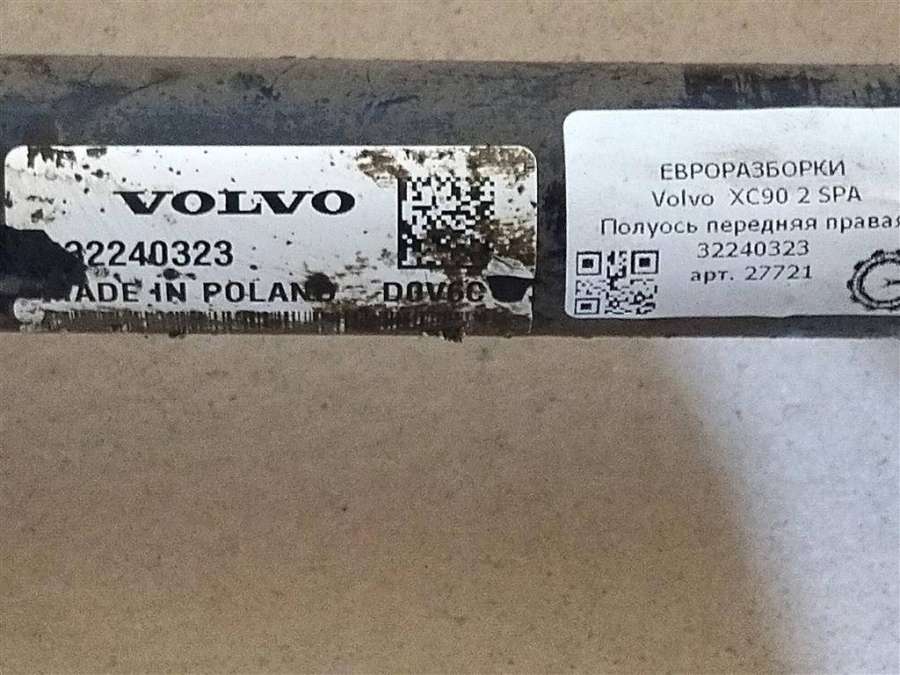 VOLVO
32240323
MADE IN POLAND D0V6C
ЕВРОРАЗБОРКИ
Volvo XC90 2 SPA
Полуось передняя правая
32240323
арт. 27721